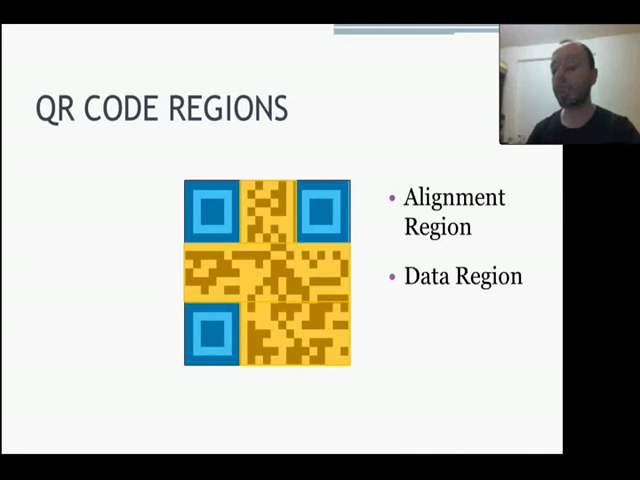 QR CODE REGIONS
• Alignment
Region
• Data Region